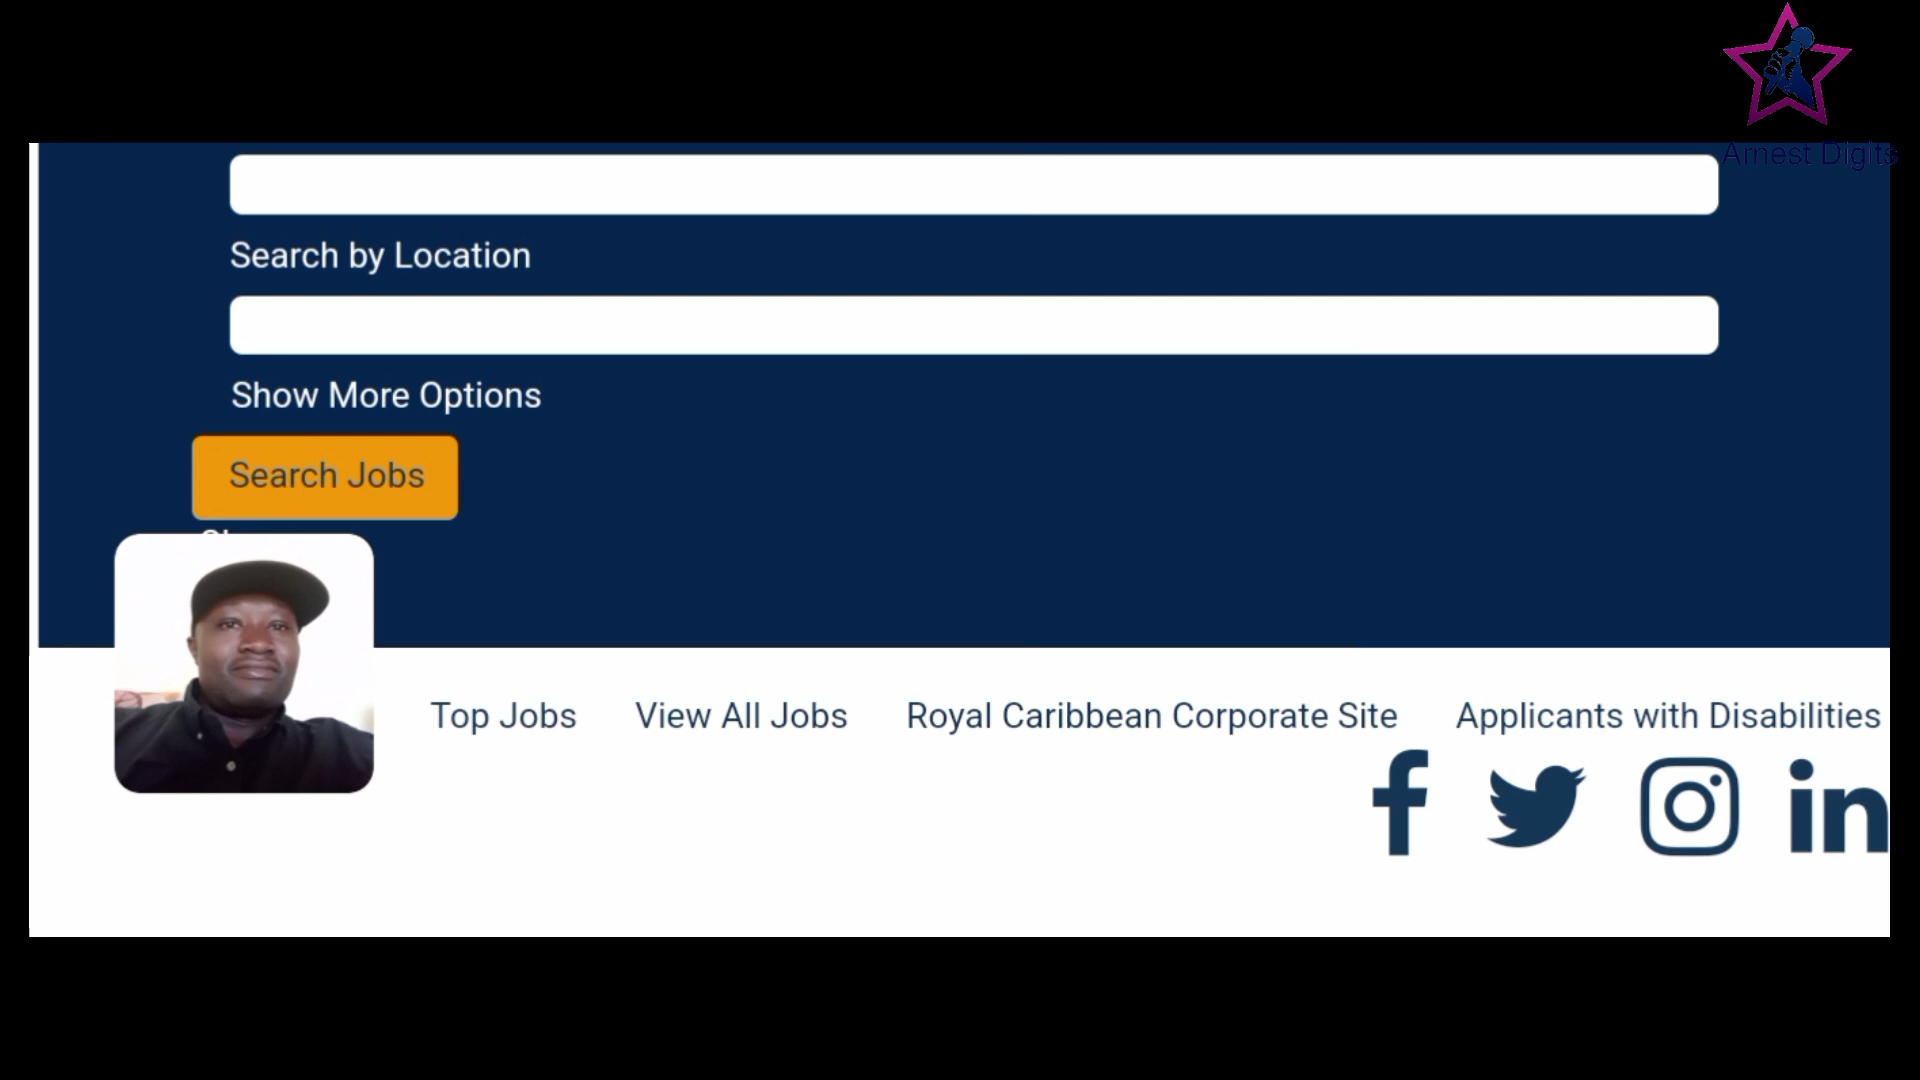 Arnest Digits
Search by Location
Show More Options
Search Jobs
Top Jobs View All Jobs Royal Caribbean Corporate Site Applicants with Disabilities